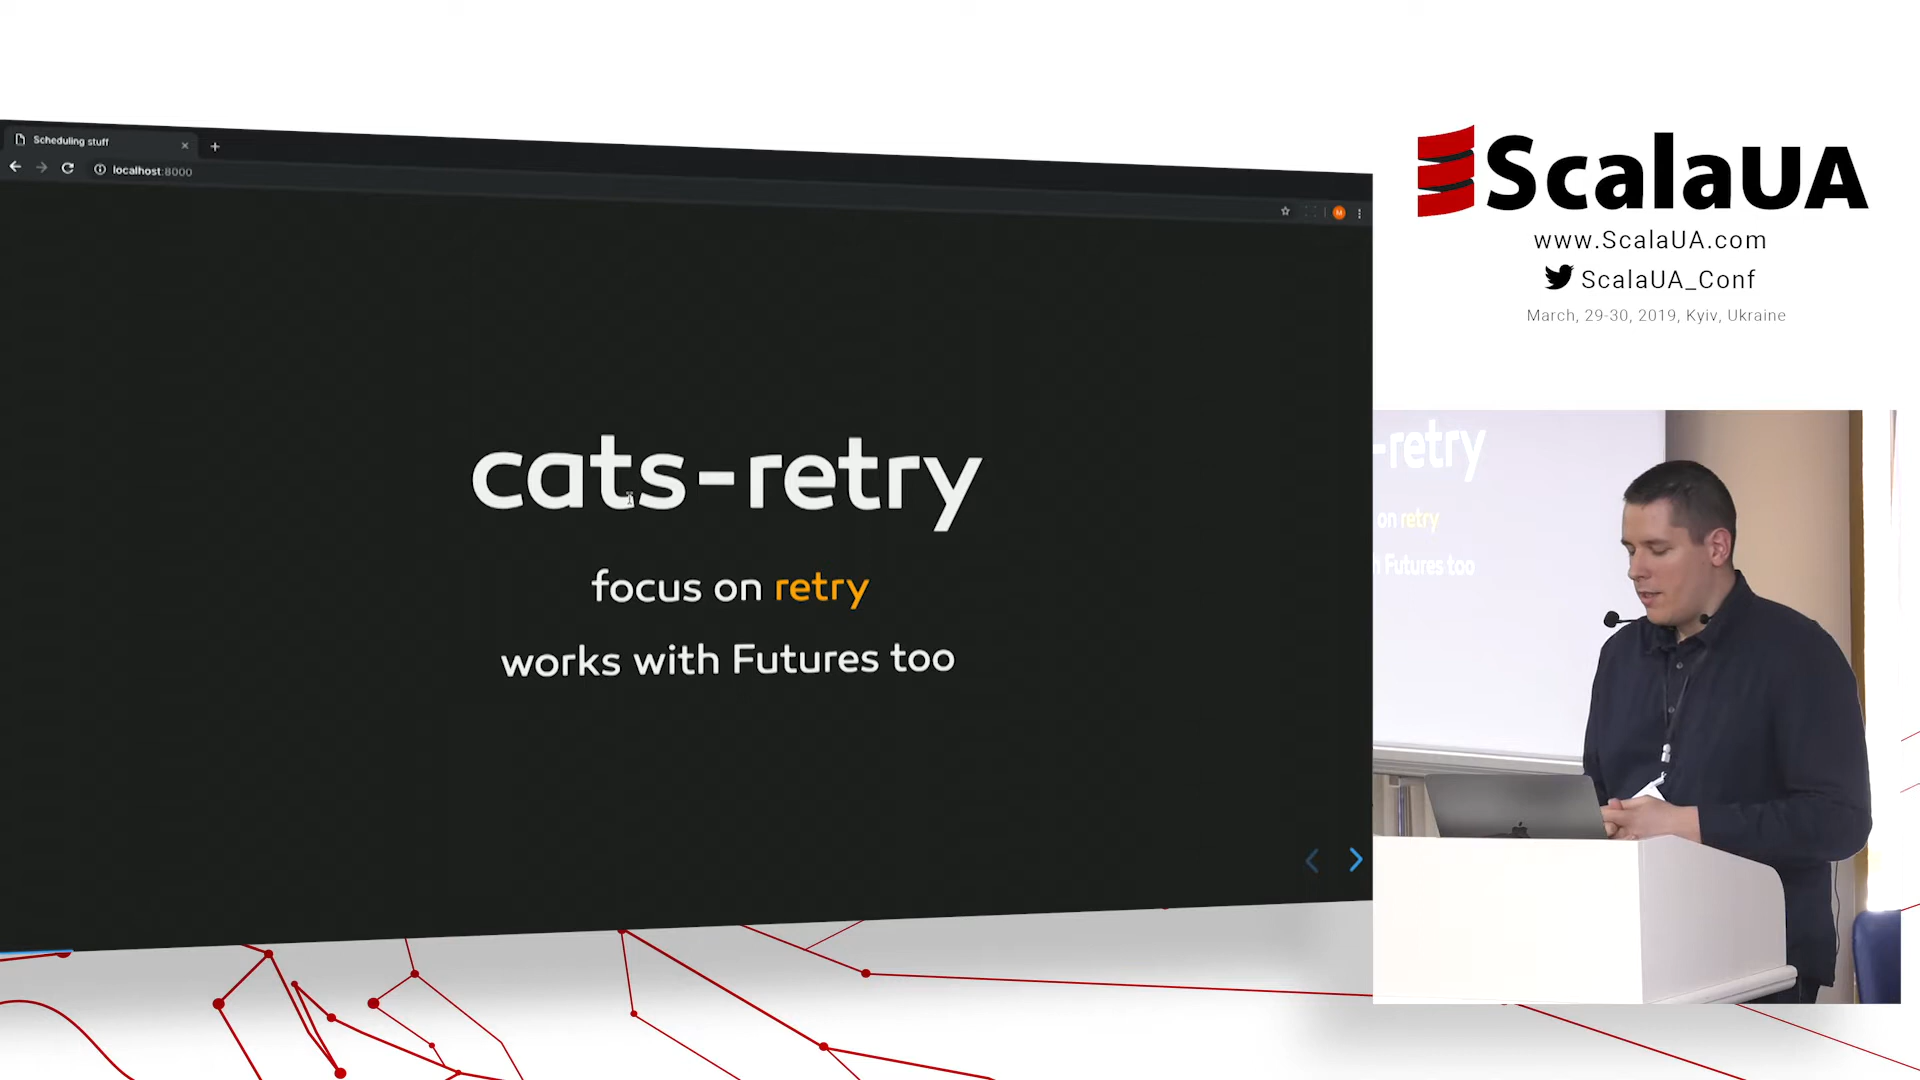 Scheduling stuff
localhost:8000
M
cats-retry
focus on retry
works with Futures too
ScalaUA
www.ScalaUA.com
ScalaUA_Conf
March, 29-30, 2019, Kyiv, Ukraine
-retry
on retry
Futures too